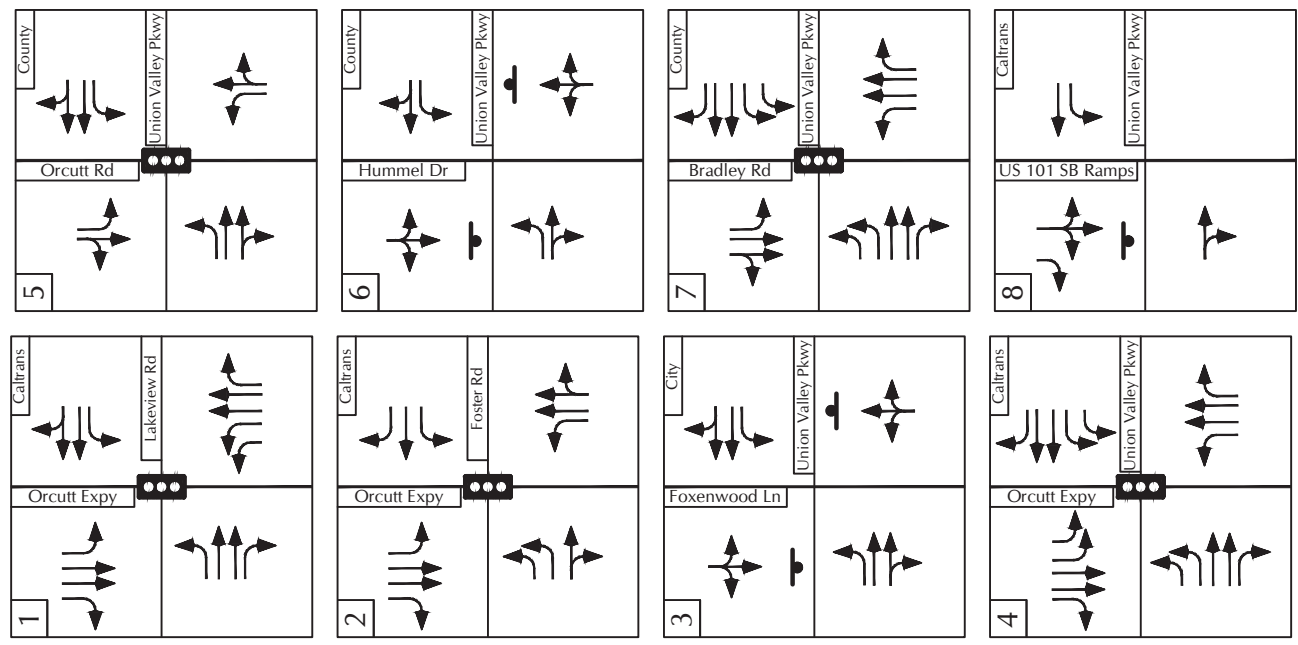 County
Union Valley Pkwy
Orcutt Rd
5
County
Union Valley Pkwy
Hummel Dr
6
County
Union Valley Pkwy
Bradley Rd
7
Caltrans
Union Valley Pkwy
US 101 SB Ramps
8
Caltrans
Lakeview Rd
Orcutt Expy
1
Caltrans
Foster Rd
Orcutt Expy
2
City
Union Valley Pkwy
Foxenwood Ln
3
Caltrans
Union Valley Pkwy
Orcutt Expy
4